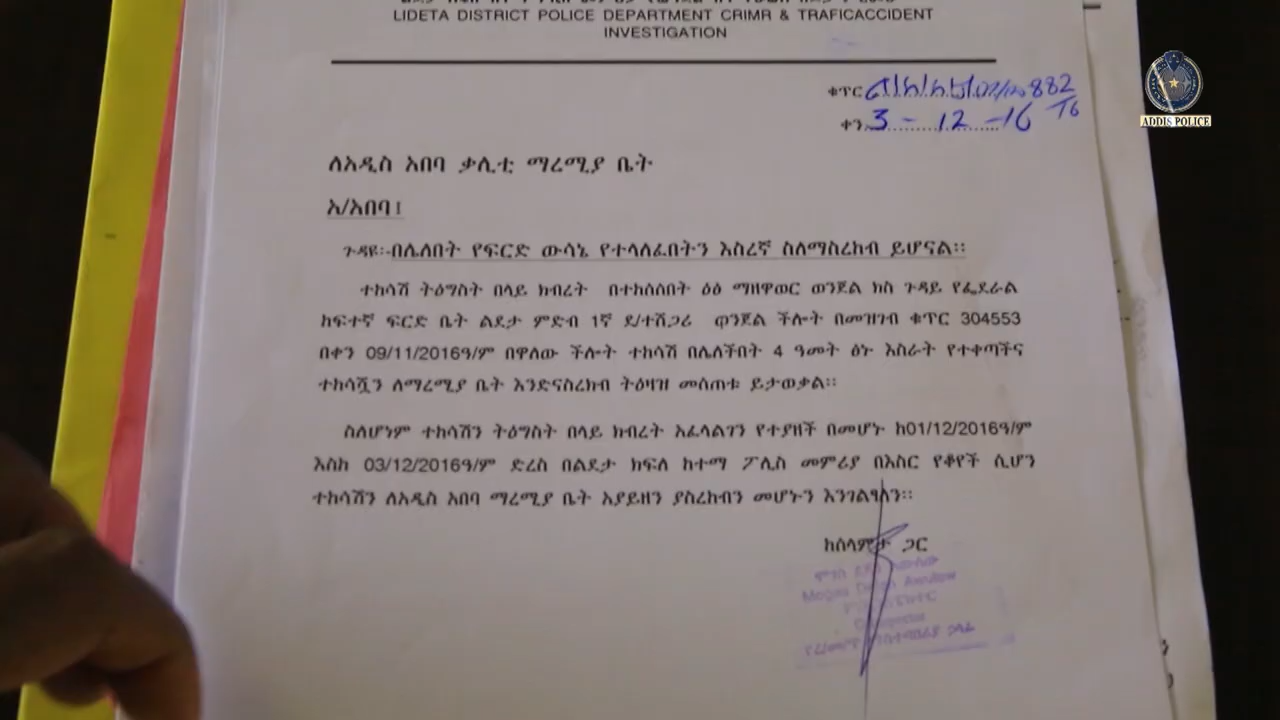 LIDETA DISTRICT POLICE DEPARTMENT CRIMR & TRAFICACCIDENT
INVESTIGATION
ቁጥር 882/16
ቀን 3 - 12 - 16
ADDIS POLICE
ለአዲስ አበባ ቃሊቲ ማረሚያ ቤት
አ/አበባ፤
ጉዳዩ፡-በሌለበት የፍርድ ውሳኔ የተላለፈበትን እስረኛ ስለማስረከብ ይሆናል፡፡
ተከሳሽ ትዕግስት በላይ ክብረት በተከሰሰበት ዕፅ ማዘዋወር ወንጀል ክስ ጉዳይ የፌደራል
ከፍተኛ ፍርድ ቤት ልደታ ምድብ 1ኛ ደ/ተሽጋሪ ወንጀል ችሎት በመዝገብ ቁጥር 304553
በቀን 09/11/2016ዓ/ም በዋለው ችሎት ተከሳሽ በሌለችበት 4 ዓመት ፅኑ እስራት የተቀጣችና
ተከሳሿን ለማረሚያ ቤት እንድናስረክብ ትዕዛዝ መስጠቱ ይታወቃል፡፡
ስለሆነም ተከሳሽን ትዕግስት በላይ ክብረት አፈላልገን የተያዘች በመሆኑ ከ01/12/2016ዓ/ም
እስከ 03/12/2016ዓ/ም ድረስ በልደታ ክፍለ ከተማ ፖሊስ መምሪያ በእስር የቆየች ሲሆን
ተከሳሽን ለአዲስ አበባ ማረሚያ ቤት አያይዘን ያስረከብን መሆኑን እንገልፃለን፡፡
ከሰላምታ ጋር